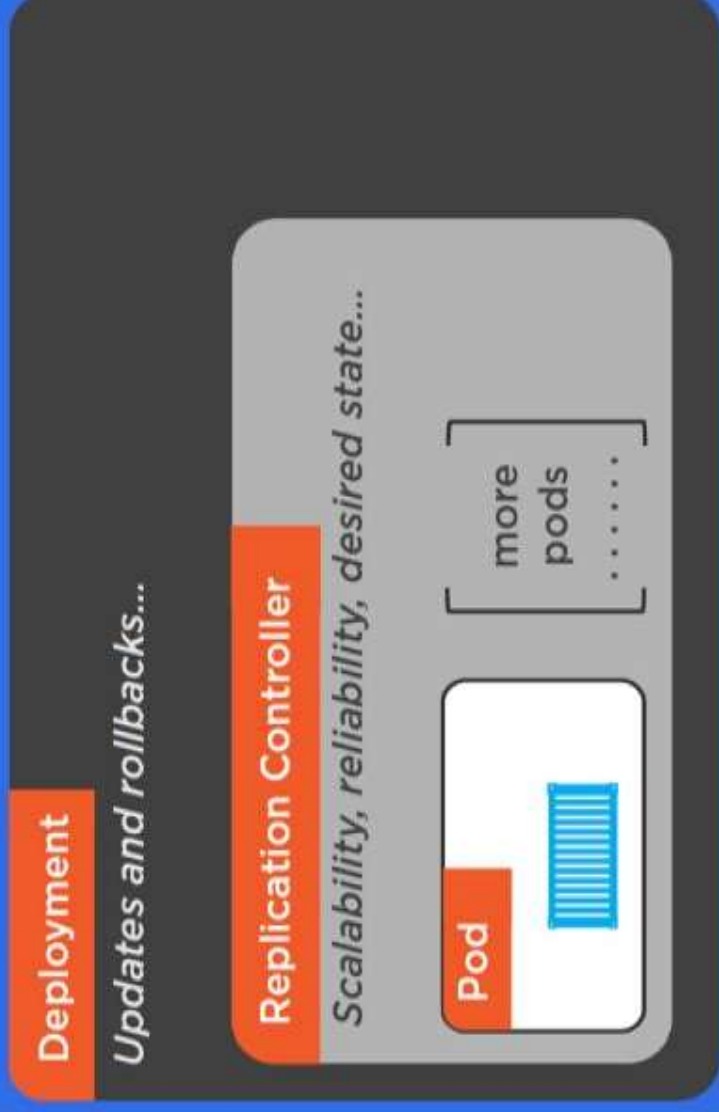 Deployment
Updates and rollbacks...
Replication Controller
Scalability, reliability, desired state...
Pod
more
pods
.......